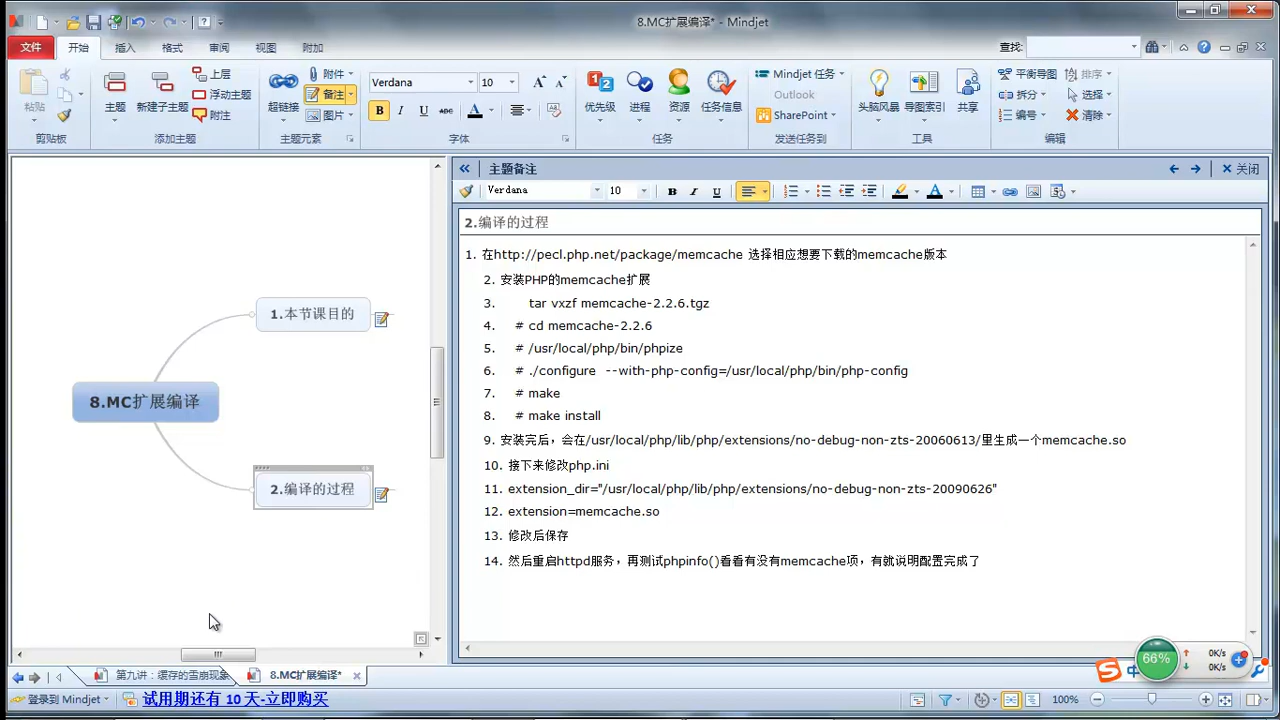 8.MC扩展编译* - Mindjet
文件 开始 插入 格式 审阅 视图 附加 查找:
粘贴 剪贴板
主题 新建子主题 上层 浮动主题 附注 添加主题
超链接 附件 备注 图片 主题元素
Verdana 10 字体
优先级 进程 资源 任务信息 任务
Mindjet 任务 Outlook SharePoint 发送任务到
头脑风暴 导图索引 共享 工具
平衡导图 排序 拆分 选择 编号 清除 编辑
主题备注 关闭
Verdana 10
2.编译的过程
1. 在http://pecl.php.net/package/memcache 选择相应想要下载的memcache版本
2. 安装PHP的memcache扩展
3. tar vxzf memcache-2.2.6.tgz
4. # cd memcache-2.2.6
5. # /usr/local/php/bin/phpize
6. # ./configure --with-php-config=/usr/local/php/bin/php-config
7. # make
8. # make install
9. 安装完后，会在/usr/local/php/lib/php/extensions/no-debug-non-zts-20060613/里生成一个memcache.so
10. 接下来修改php.ini
11. extension_dir="/usr/local/php/lib/php/extensions/no-debug-non-zts-20090626"
12. extension=memcache.so
13. 修改后保存
14. 然后重启httpd服务，再测试phpinfo()看看有没有memcache项，有就说明配置完成了
1.本节课目的
8.MC扩展编译
2.编译的过程
66% 0K/s
0K/s
中
第九讲：缓存的雪崩现象 8.MC扩展编译*
登录到 Mindjet 试用期还有 10 天-立即购买 100%